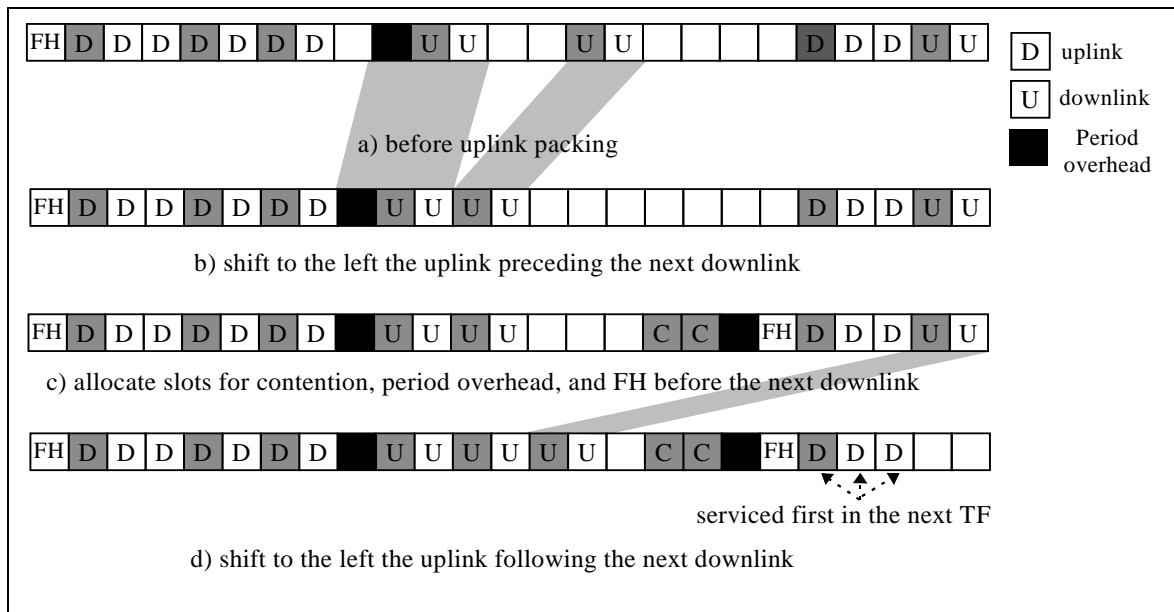 FH D D D D D D D U U U U D D D U U
D uplink
U downlink
Period
overhead
a) before uplink packing
FH D D D D D D D U U U U D D D U U
b) shift to the left the uplink preceding the next downlink
FH D D D D D D D U U U U C C FH D D D U U
c) allocate slots for contention, period overhead, and FH before the next downlink
FH D D D D D D D U U U U U U C C FH D D D
serviced first in the next TF
d) shift to the left the uplink following the next downlink